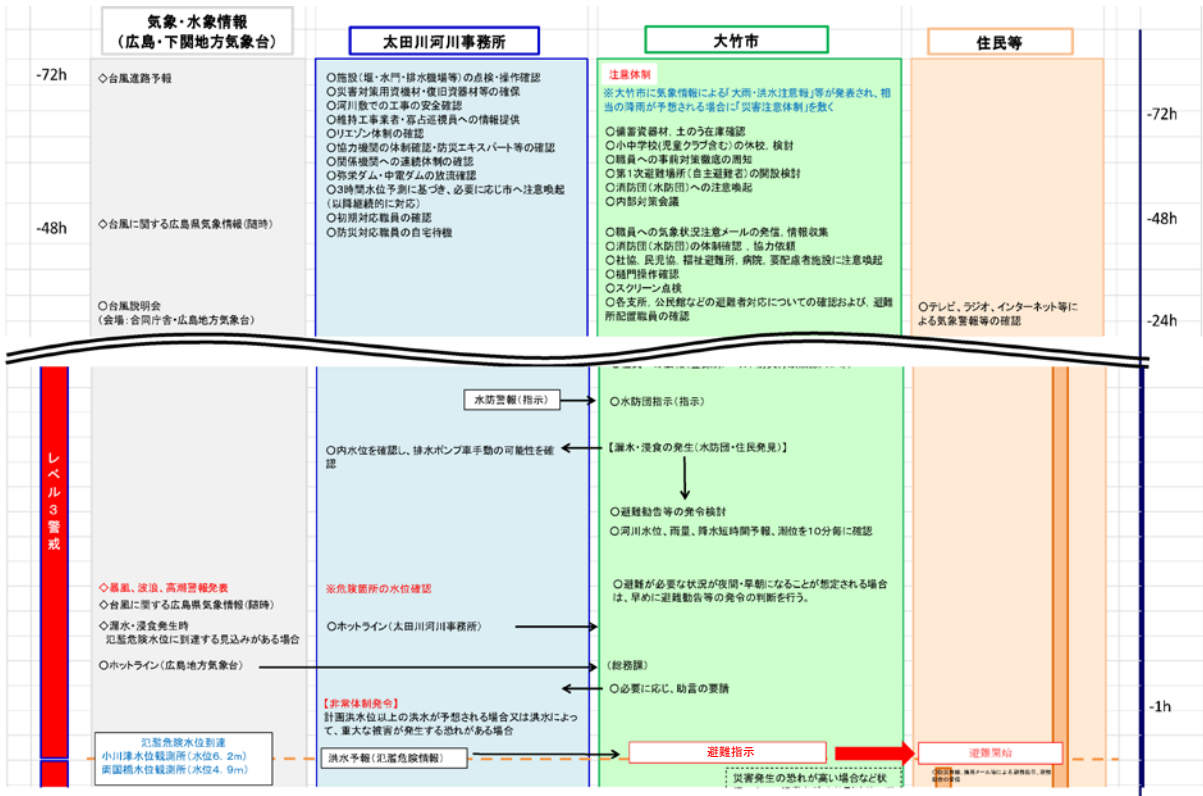 気象・水象情報
(広島・下関地方気象台)
太田川河川事務所
大竹市
住民等
-72h
-48h
◇台風進路予報
◇台風に関する広島県気象情報(随時)
◇台風説明会
(会場:合同庁舎・広島地方気象台)
○施設(堰・水門・排水機場等)の点検・操作確認
○災害対策用資機材・復旧資器材等の確保
○河川敷での工事の安全確認
○維持工事業者・寡占巡視員への情報提供
○リエゾン体制の確認
○協力機関の体制確認・防災エキスパート等の確認
○関係機関への連続体制の確認
○弥栄ダム・中電ダムの放流確認
○3時間水位予測に基づき、必要に応じ市へ注意喚起
(以降継続的に対応)
○初期対応職員の確認
○防災対応職員の自宅待機
注意体制
※大竹市に気象情報による「大雨・洪水注意報」等が発表され、相
当の降雨が予想される場合に「災害注意体制」を敷く
○備蓄資器材、土のう在庫確認
○小中学校(児童クラブ含む)の休校、検討
○職員への事前対策徹底の周知
○第1次避難場所(自主避難者)の開設検討
○消防団(水防団)への注意喚起
○内部対策会議
○職員への気象状況注意メールの発信、情報収集
○消防団(水防団)の体制確認、協力依頼
○社協、民児協、福祉避難所、病院、要配慮者施設に注意喚起
○樋門操作確認
○スクリーン点検
○各支所、公民館などの避難者対応についての確認および、避難
所配置職員の確認
○テレビ、ラジオ、インターネット等に
よる気象警報等の確認
-72h
-48h
-24h
レベル3警戒
水防警報(指示)
○水防団指示(指示)
○内水位を確認し、排水ポンプ車手動の可能性を確
認
【漏水・浸食の発生(水防団・住民発見)】
○避難勧告等の発令検討
○河川水位、雨量、降水短時間予報、潮位を10分毎に確認
◇暴風、波浪、高潮警報発表
◇台風に関する広島県気象情報(随時)
◇漏水・浸食発生時
氾濫危険水位に到達する見込みがある場合
○ホットライン(広島地方気象台)
※危険箇所の水位確認
○ホットライン(太田川河川事務所)
○避難が必要な状況が夜間・早朝になることが想定される場合
は、早めに避難勧告等の発令の判断を行う。
(総務課)
○必要に応じ、助言の要請
【非常体制発令】
計画洪水位以上の洪水が予想される場合又は洪水によっ
て、重大な被害が発生する恐れがある場合
-1h
氾濫危険水位到達
小川津水位観測所(水位6.2m)
両国橋水位観測所(水位4.9m)
洪水予報(氾濫危険情報)
避難指示
避難開始
災害発生の恐れが高い場合など状